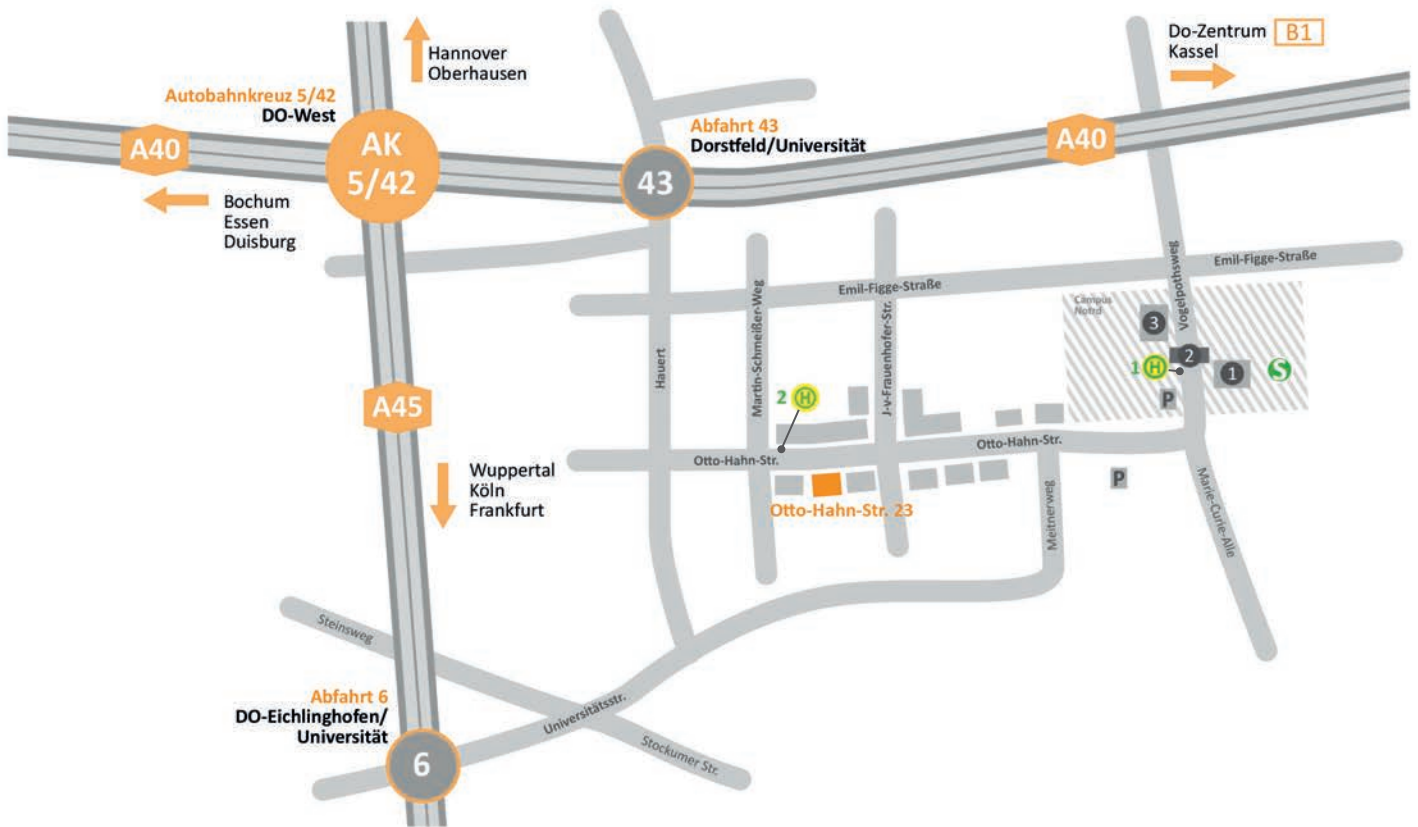 Hannover
Oberhausen
Do-Zentrum B1
Kassel
Autobahnkreuz 5/42
DO-West
Abfahrt 43
Dorstfeld/Universität
A40
AK
5/42
43
A40
Bochum
Essen
Duisburg
Emil-Figge-Straße
Emil-Figge-Straße
Martin-Schmeißer-Weg
J-v-Frauenhofer-Str.
Vogelpothsweg
Campus
Nofrd
3
2
1 H
1
S
Hauert
A45
2 H
P
Otto-Hahn-Str.
Otto-Hahn-Str.
Wuppertal
Köln
Frankfurt
P
Otto-Hahn-Str. 23
Meitnerweg
Marie-Curie-Alle
Steinsweg
Abfahrt 6
DO-Eichlinghofen/
Universität
Universitätsstr.
Stockumer Str.
6